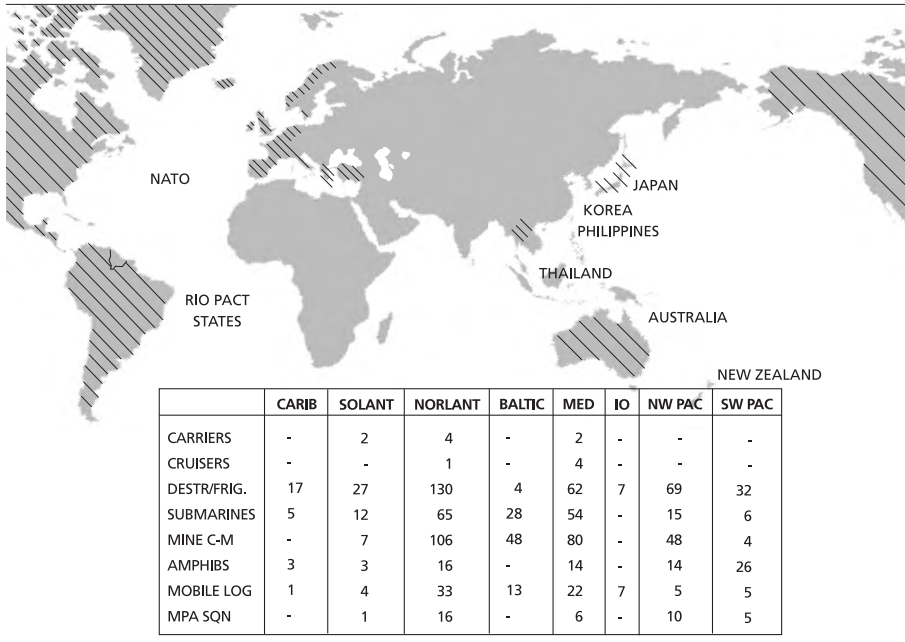 NATO
JAPAN
KOREA
PHILIPPINES
THAILAND
RIO PACT
STATES
AUSTRALIA
NEW ZEALAND
CARIB SOLANT NORLANT BALTIC MED IO NW PAC SW PAC
CARRIERS - 2 4 - 2 - - -
CRUISERS - - 1 - 4 - - -
DESTR/FRIG. 17 27 130 4 62 7 69 32
SUBMARINES 5 12 65 28 54 - 15 6
MINE C-M - 7 106 48 80 - 48 4
AMPHIBS 3 3 16 - 14 - 14 26
MOBILE LOG 1 4 33 13 22 7 5 5
MPA SQN - 1 16 - 6 - 10 5